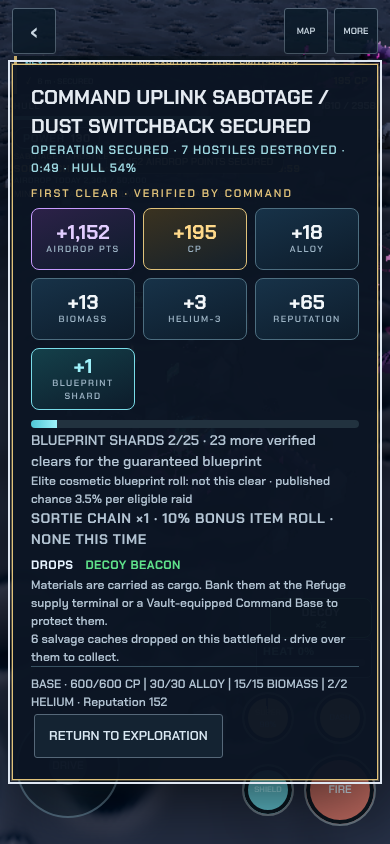 ‹
MAP
MORE
COMMAND UPLINK SABOTAGE /
DUST SWITCHBACK SECURED
OPERATION SECURED · 7 HOSTILES DESTROYED ·
0:49 · HULL 54%
FIRST CLEAR · VERIFIED BY COMMAND
+1,152
AIRDROP PTS
+195
CP
+18
ALLOY
+13
BIOMASS
+3
HELIUM-3
+65
REPUTATION
+1
BLUEPRINT
SHARD
BLUEPRINT SHARDS 2/25 · 23 more verified
clears for the guaranteed blueprint
Elite cosmetic blueprint roll: not this clear · published
chance 3.5% per eligible raid
SORTIE CHAIN ×1 · 10% BONUS ITEM ROLL ·
NONE THIS TIME
DROPS DECOY BEACON
Materials are carried as cargo. Bank them at the Refuge
supply terminal or a Vault-equipped Command Base to
protect them.
6 salvage caches dropped on this battlefield · drive over
them to collect.
BASE · 600/600 CP | 30/30 ALLOY | 15/15 BIOMASS | 2/2
HELIUM · Reputation 152
RETURN TO EXPLORATION
SHIELD
FIRE